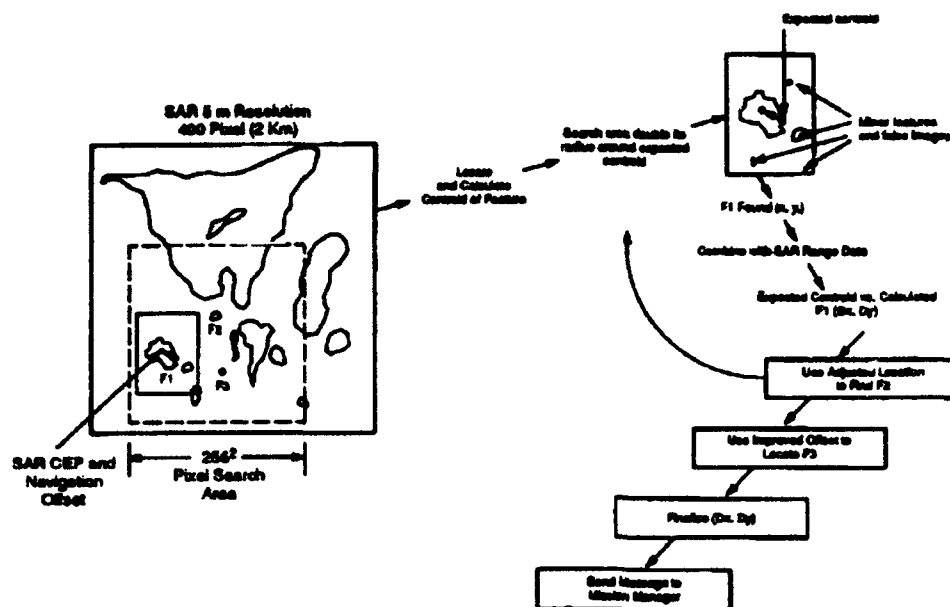 Expected centroid
SAR 5 m Resolution
400 Pixel (2 Km)
Search area double its
radius around expected
centroid
Minor features
and false images
Locate
and Calculate
Centroid of Feature
F1 Found (x, y)
Combine with SAR Range Data
Expected Centroid vs. Calculated
F1 (Dx, Dy)
F2
F1
F3
Use Adjusted Location
to Find F2
Use Improved Offset to
Locate F3
SAR CEP and
Navigation
Offset
256²
Pixel Search
Area
Finalize (Dx, Dy)
Send Message to
Mission Manager